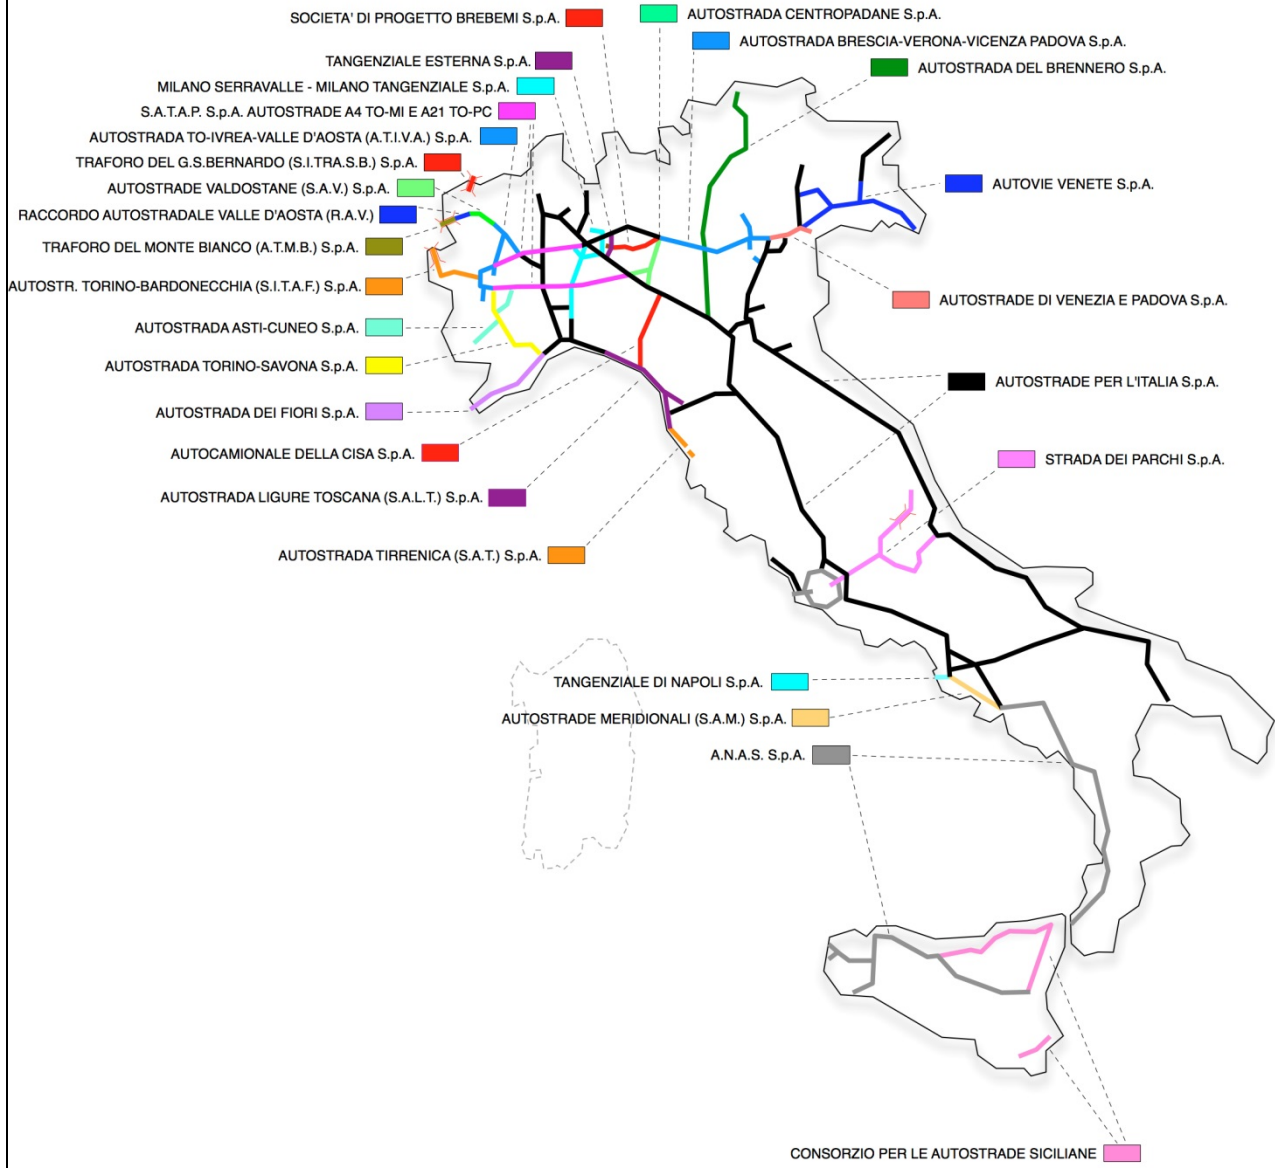 SOCIETA' DI PROGETTO BREBEMI S.p.A.
AUTOSTRADA CENTROPADANE S.p.A.
AUTOSTRADA BRESCIA-VERONA-VICENZA PADOVA S.p.A.
TANGENZIALE ESTERNA S.p.A.
AUTOSTRADA DEL BRENNERO S.p.A.
MILANO SERRAVALLE - MILANO TANGENZIALE S.p.A.
S.A.T.A.P. S.p.A. AUTOSTRADE A4 TO-MI E A21 TO-PC
AUTOSTRADA TO-IVREA-VALLE D'AOSTA (A.T.I.V.A.) S.p.A.
TRAFORO DEL G.S.BERNARDO (S.I.TRA.S.B.) S.p.A.
AUTOSTRADE VALDOSTANE (S.A.V.) S.p.A.
AUTOVIE VENETE S.p.A.
RACCORDO AUTOSTRADALE VALLE D'AOSTA (R.A.V.)
TRAFORO DEL MONTE BIANCO (A.T.M.B.) S.p.A.
AUTOSTR. TORINO-BARDONECCHIA (S.I.T.A.F.) S.p.A.
AUTOSTRADE DI VENEZIA E PADOVA S.p.A.
AUTOSTRADA ASTI-CUNEO S.p.A.
AUTOSTRADA TORINO-SAVONA S.p.A.
AUTOSTRADE PER L'ITALIA S.p.A.
AUTOSTRADA DEI FIORI S.p.A.
AUTOCAMIONALE DELLA CISA S.p.A.
STRADA DEI PARCHI S.p.A.
AUTOSTRADA LIGURE TOSCANA (S.A.L.T.) S.p.A.
AUTOSTRADA TIRRENICA (S.A.T.) S.p.A.
TANGENZIALE DI NAPOLI S.p.A.
AUTOSTRADE MERIDIONALI (S.A.M.) S.p.A.
A.N.A.S. S.p.A.
CONSORZIO PER LE AUTOSTRADE SICILIANE